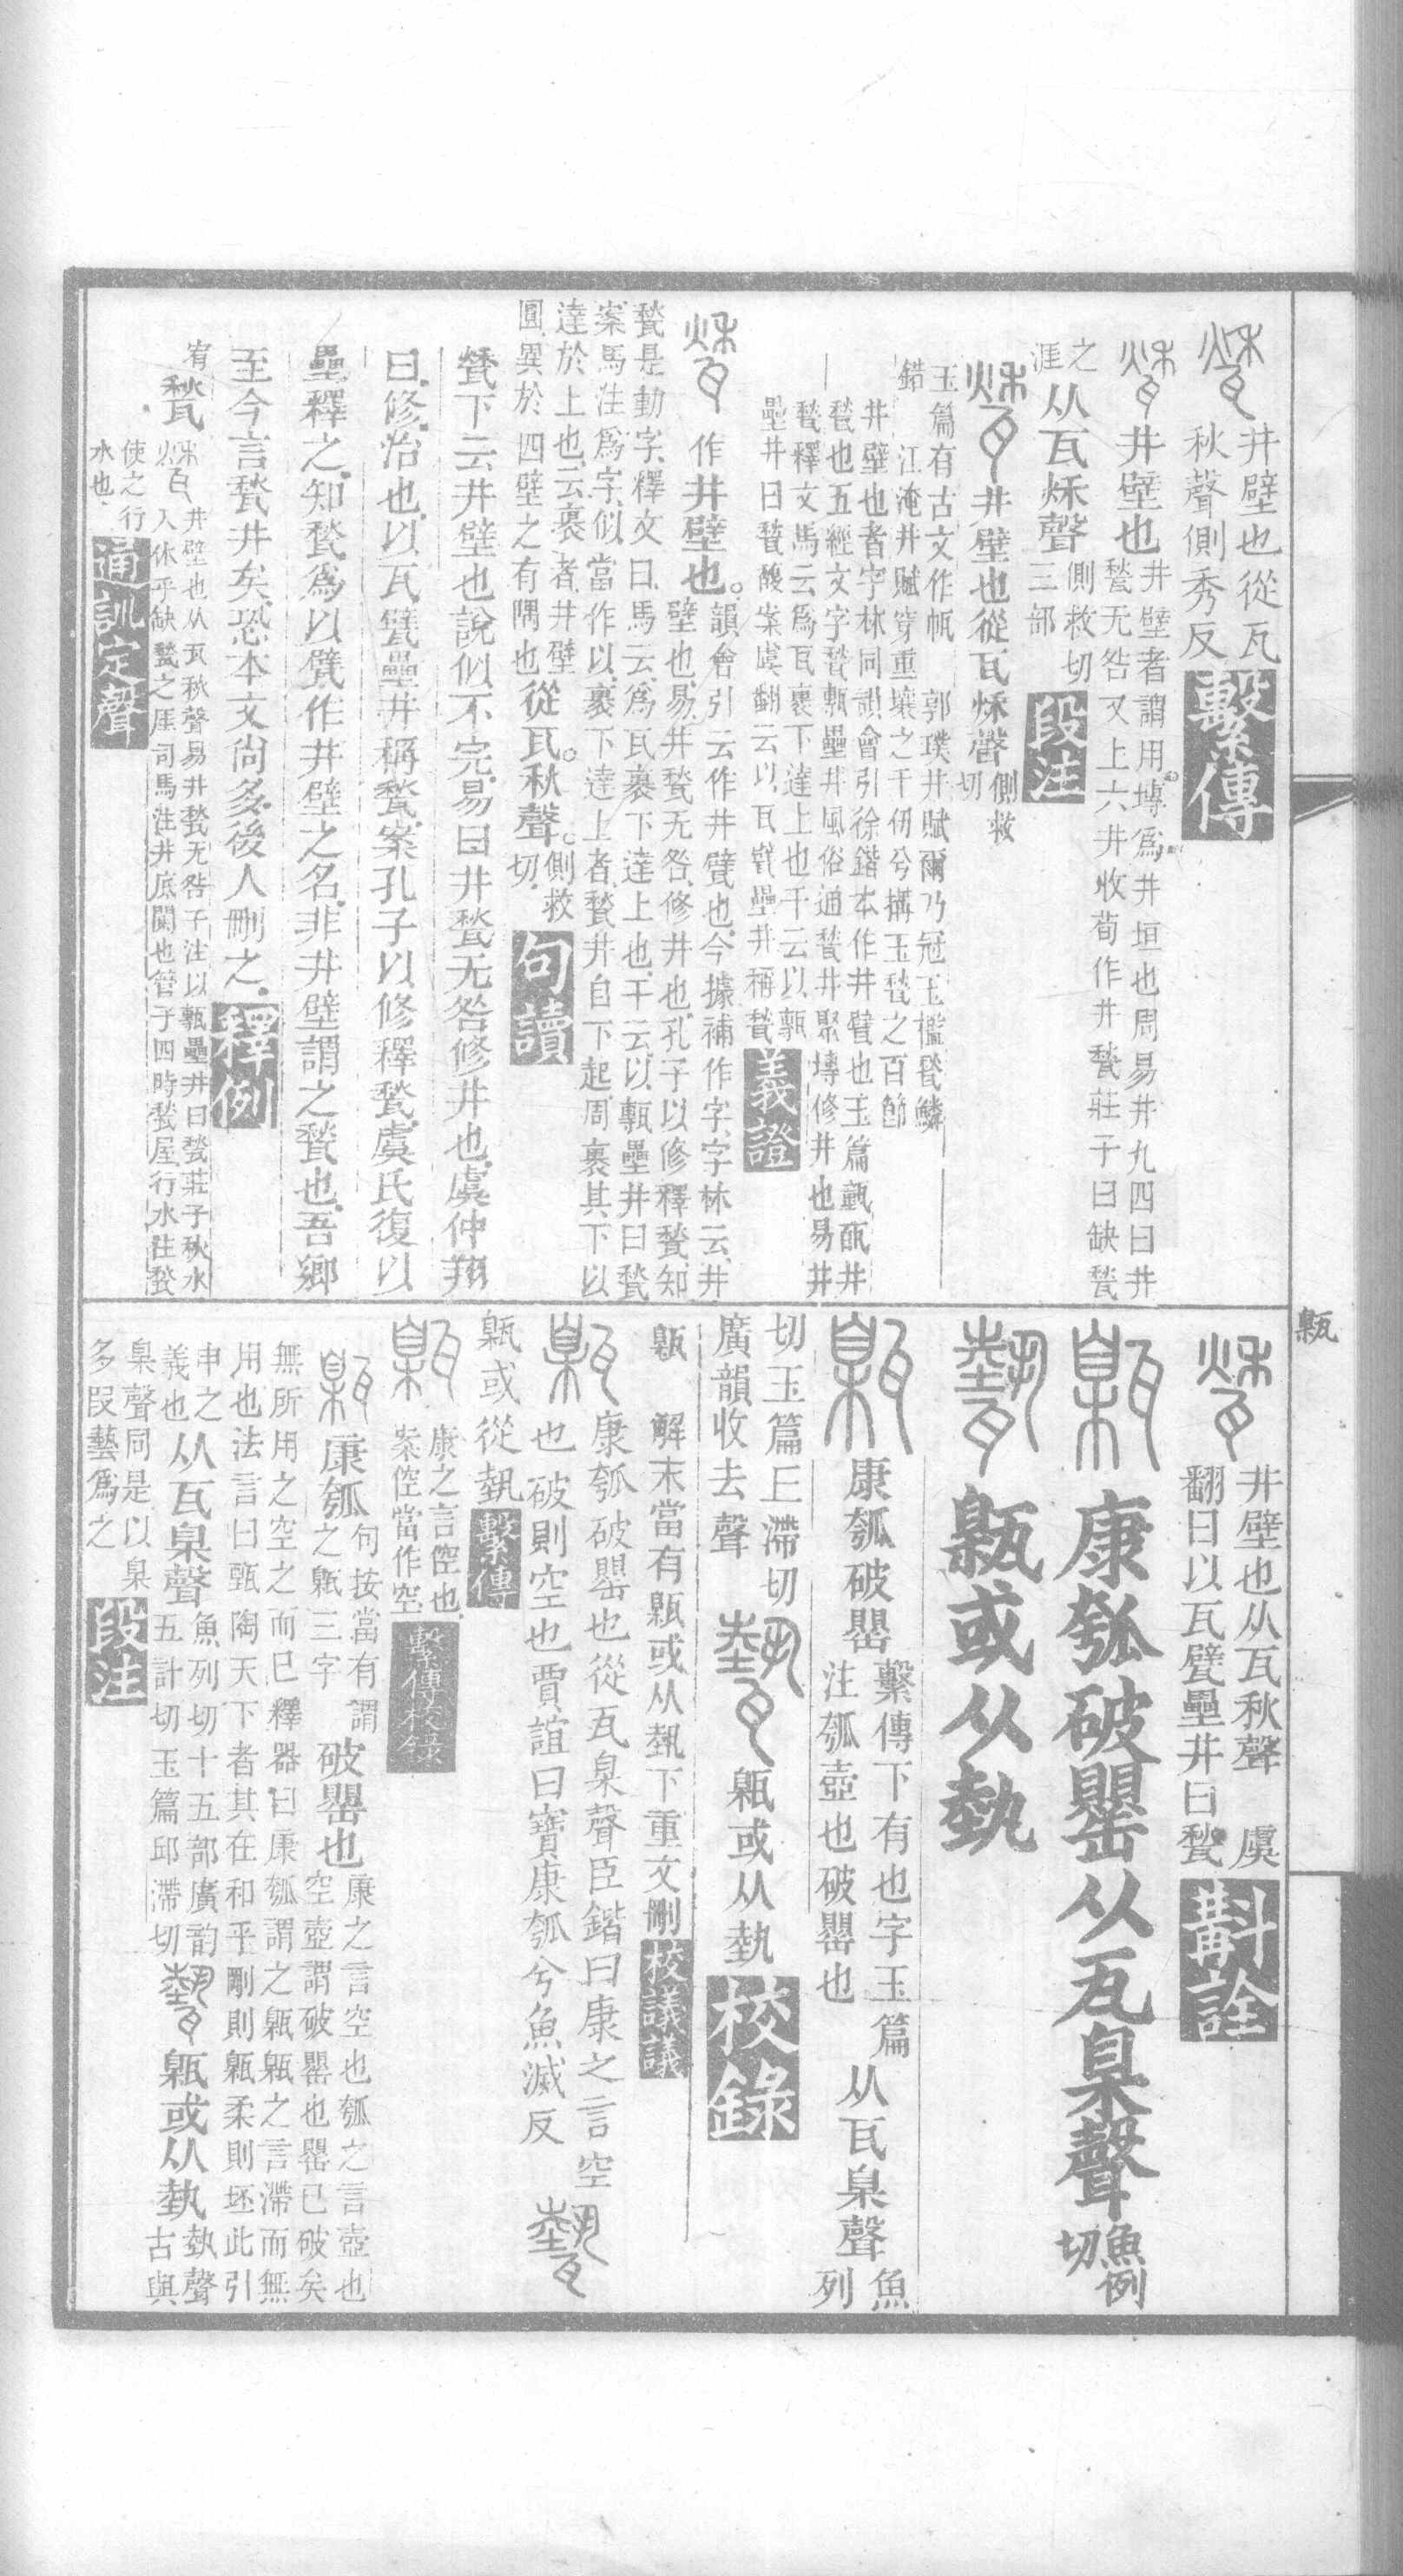 井壁也從瓦
秋聲側秀反
繫傳
井壁也
井壁者謂用塼爲井垣也周易井九四曰井
甃无咎又上六井收荀作井甃莊子曰缺甃
之
涯
从瓦秌聲
側救切
三部
段注
井壁也從瓦秌聲
側救
切
玉篇有古文作㼚 郭璞井賦爾乃冠玉檻甃鱗
錯 江淹井賦穿重壤之千仞兮搆玉甃之百節
井壁也者字林同韻會引徐鍇本作井甓也玉篇甎瓳井
甃也五經文字甃甎壘井風俗通甃井聚塼修井也易井
甃釋文馬云爲瓦裹下達上也干云以甎
壘井曰甃馥案虞翻云以瓦甓壘井稱甃
義證
作井壁也
韻會引云作井甓也今據補作字字林云井
壁也易井甃无咎修井也孔子以修釋甃知
甃是動字釋文曰馬云爲瓦裹下達上也干云以甎壘井曰甃
案馬注爲字似當作以裹下達上者甃井自下起周裹其下以
達於上也云裹者井壁
圓異於四壁之有隅也
從瓦秋聲
側救
切
句讀
甃下云井壁也說似不完易曰井甃无咎修井也虞仲翔
曰修治也以瓦甓壘井稱甃案孔子以修釋甃虞氏復以
壘釋之知甃爲以甓作井壁之名非井壁謂之甃也吾鄉
至今言甃井矣恐本文尙多後人刪之
釋例
甃
井壁也从瓦秋聲易井甃无咎子注以甎壘井曰甃莊子秋水
入休乎缺甃之厓司馬注井底闌也管子四時甃屋行水注甃
使之行
水也
通訓定聲
甈
井壁也从瓦秋聲 虞
翻曰以瓦甓壘井曰甃
斠詮
康瓠破罌从瓦臬聲
魚例
切
甈或从埶
康瓠破罌
繫傳下有也字玉篇
注瓠壺也破罌也
从瓦臬聲
魚
列
切玉篇丘滯切
廣韻收去聲
甈或从埶
校錄
甈 解末當有甈或从埶下重文刪
校議議
康瓠破罌也從瓦臬聲臣鍇曰康之言空
也破則空也賈誼曰寶康瓠兮魚滅反
甈或從埶
繫傳
康之言悾也
案悾當作空
繫傳校錄
康瓠
句按當有謂
之甈三字
破罌也
康之言空也瓠之言壺也
空壺謂破罌也罌已破矣
無所用之空之而已釋器曰康瓠謂之甈甈之言滯而無
用也法言曰甄陶天下者其在和乎剛則甈柔則坯此引
申之
義也
从瓦臬聲
魚列切十五部廣韵
五計切玉篇邱滯切
甈或从埶
埶聲
古與
臬聲同是以臬
多叚藝爲之
段注